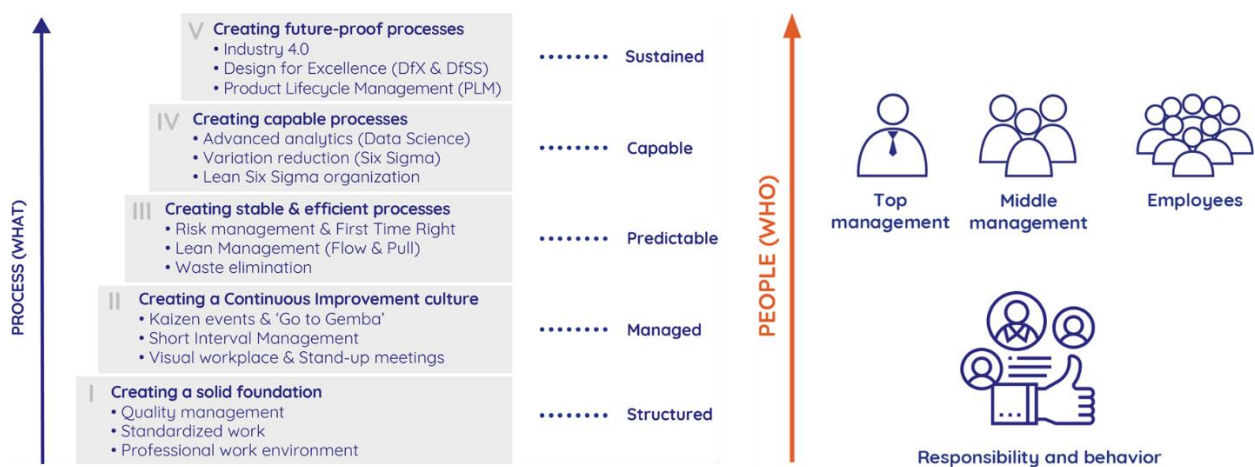 PROCESS (WHAT)
V Creating future-proof processes
• Industry 4.0
• Design for Excellence (DfX & DfSS)
• Product Lifecycle Management (PLM)
Sustained
IV Creating capable processes
• Advanced analytics (Data Science)
• Variation reduction (Six Sigma)
• Lean Six Sigma organization
Capable
III Creating stable & efficient processes
• Risk management & First Time Right
• Lean Management (Flow & Pull)
• Waste elimination
Predictable
II Creating a Continuous Improvement culture
• Kaizen events & ‘Go to Gemba’
• Short Interval Management
• Visual workplace & Stand-up meetings
Managed
I Creating a solid foundation
• Quality management
• Standardized work
• Professional work environment
Structured
PEOPLE (WHO)
Top
management
Middle
management
Employees
Responsibility and behavior